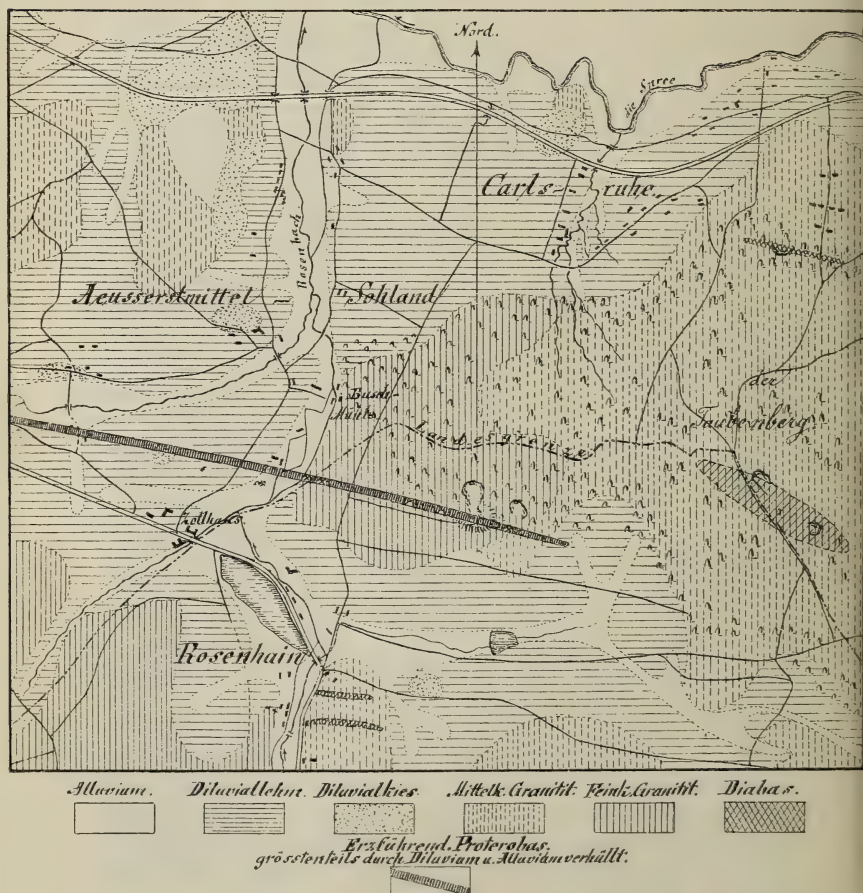 Nord.
die Spree
Carls-
ruhe.
Rosenbach
Aeusserstmittel-
Sohland
Busch-
Häuser
der
Taubenberg.
Landesgrenze
Zollhaus
Rosenhain
Alluvium. Diluviallehm. Diluvialkies. Mittelk. Granitit. Feink. Granitit. Diabas.
Erzführend. Proterobas.
grösstenteils durch Diluvium u. Alluvium verhüllt.